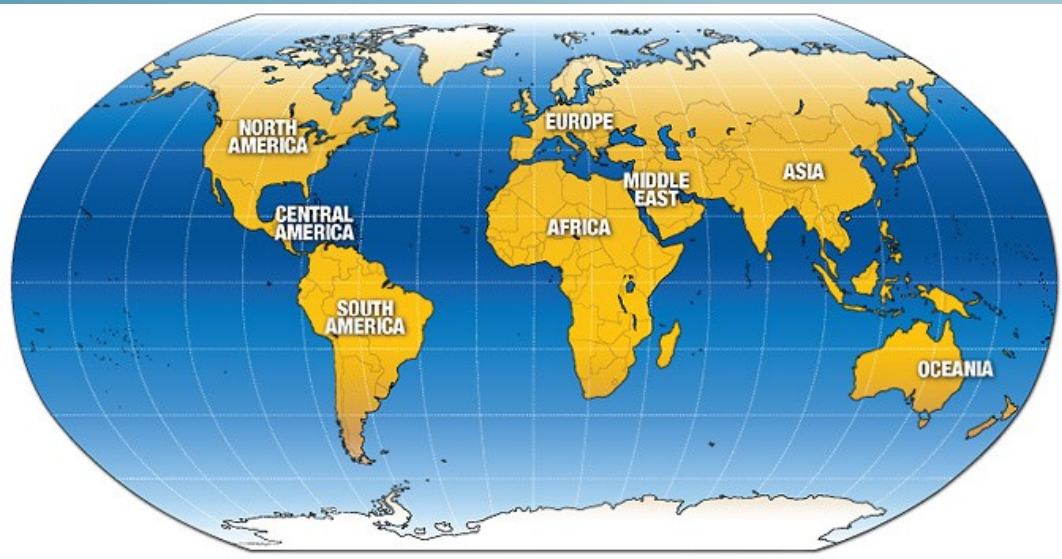 NORTH
AMERICA
EUROPE
ASIA
MIDDLE
EAST
CENTRAL
AMERICA
AFRICA
SOUTH
AMERICA
OCEANIA